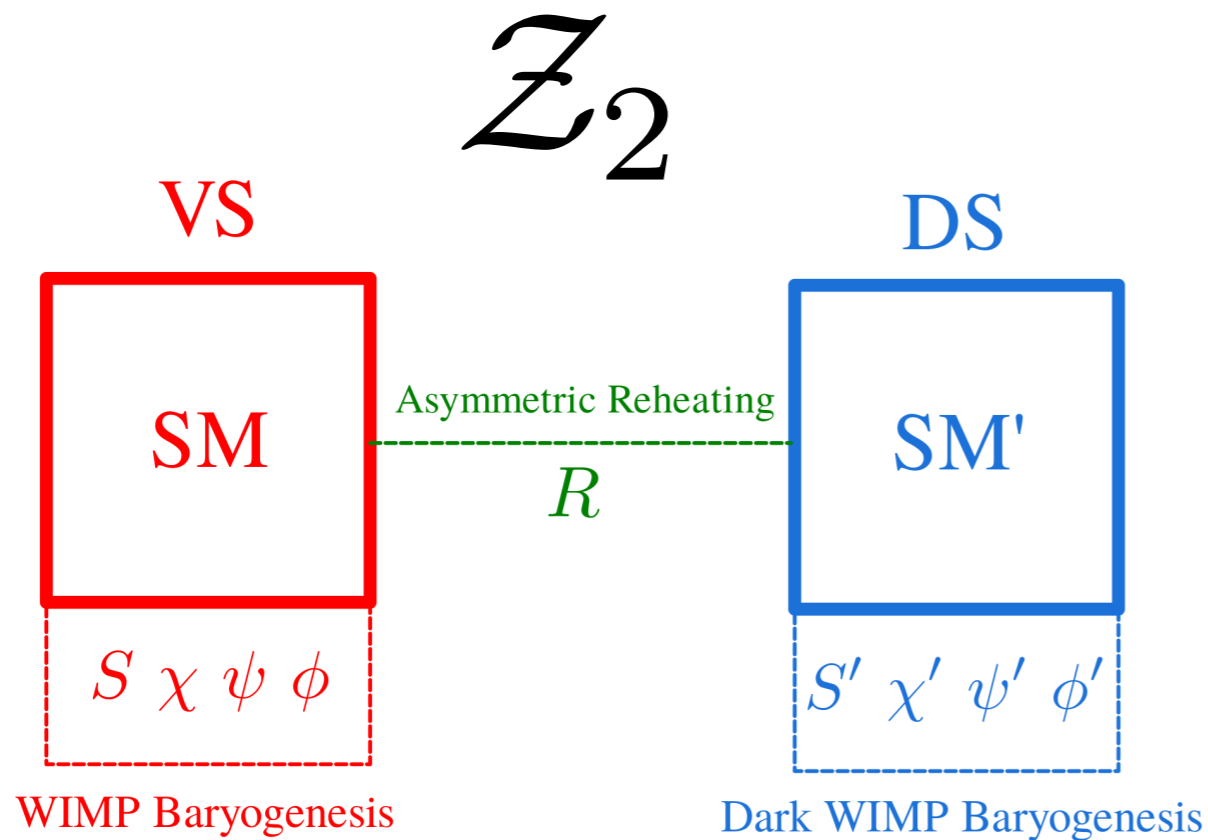 Z₂
VS
DS
Asymmetric Reheating
SM
SM'
R
S χ ψ ϕ
S′ χ′ ψ′ ϕ′
WIMP Baryogenesis
Dark WIMP Baryogenesis